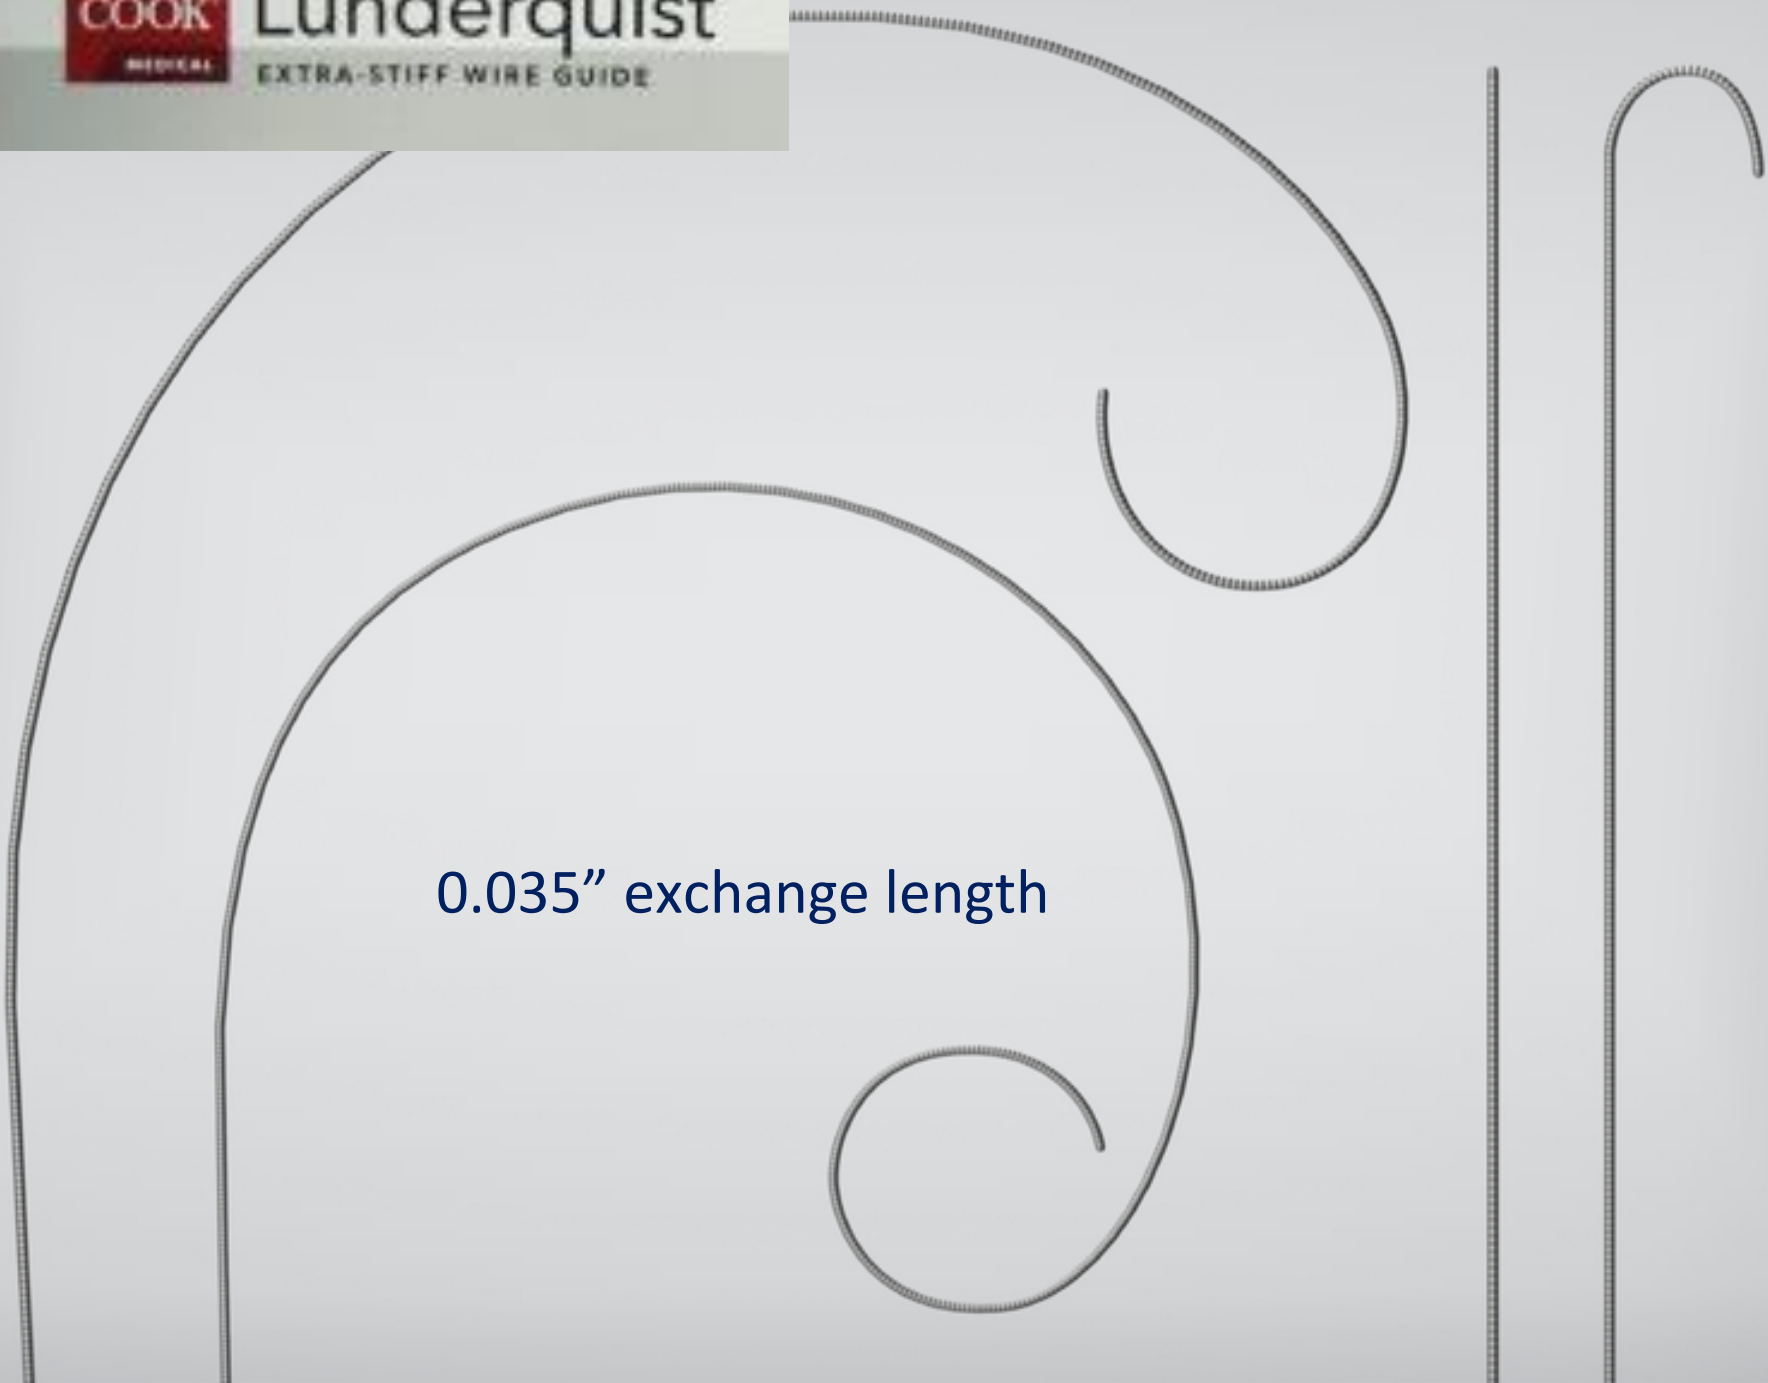 COOK
MEDICAL
Lunderquist
EXTRA-STIFF WIRE GUIDE
0.035” exchange length